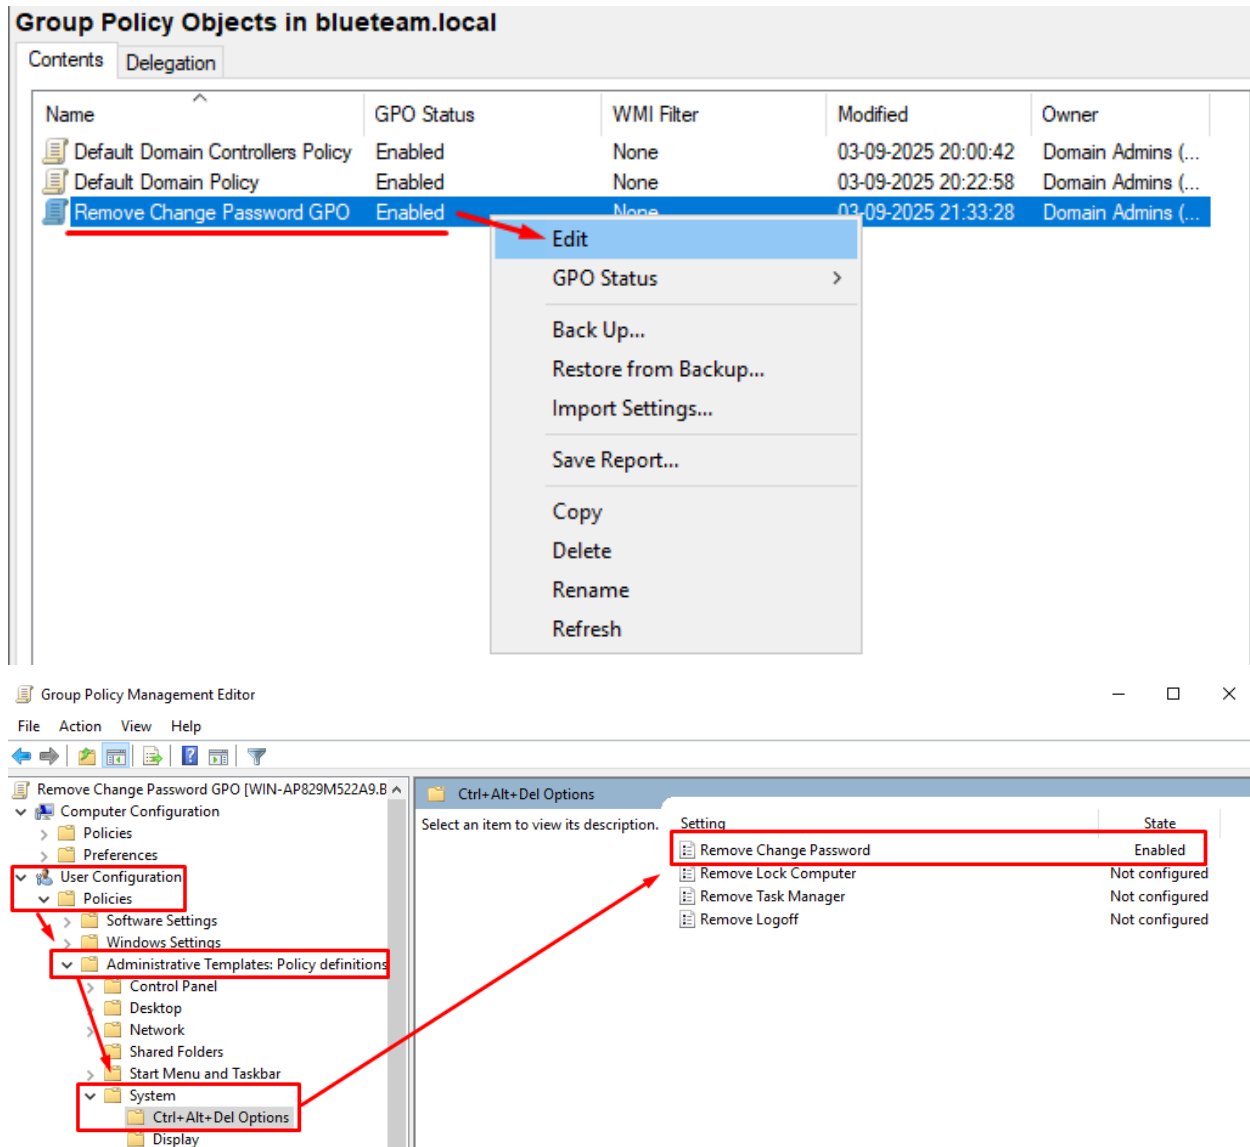 Group Policy Objects in blueteam.local
Contents Delegation
Name GPO Status WMI Filter Modified Owner
Default Domain Controllers Policy Enabled None 03-09-2025 20:00:42 Domain Admins (...
Default Domain Policy Enabled None 03-09-2025 20:22:58 Domain Admins (...
Remove Change Password GPO Enabled None 03-09-2025 21:33:28 Domain Admins (...
Edit
GPO Status
Back Up...
Restore from Backup...
Import Settings...
Save Report...
Copy
Delete
Rename
Refresh
Group Policy Management Editor
File Action View Help
Remove Change Password GPO [WIN-AP829M522A9.B
Computer Configuration
Policies
Preferences
User Configuration
Policies
Software Settings
Windows Settings
Administrative Templates: Policy definitions
Control Panel
Desktop
Network
Shared Folders
Start Menu and Taskbar
System
Ctrl+Alt+Del Options
Display
Ctrl+Alt+Del Options
Select an item to view its description.
Setting State
Remove Change Password Enabled
Remove Lock Computer Not configured
Remove Task Manager Not configured
Remove Logoff Not configured